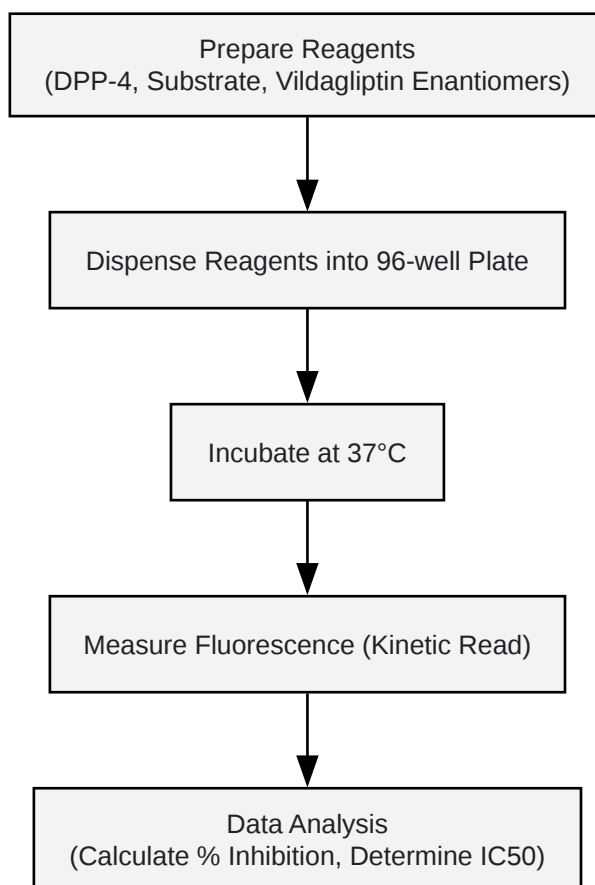 Prepare Reagents
(DPP-4, Substrate, Vildagliptin Enantiomers)
Dispense Reagents into 96-well Plate
Incubate at 37°C
Measure Fluorescence (Kinetic Read)
Data Analysis
(Calculate % Inhibition, Determine IC50)